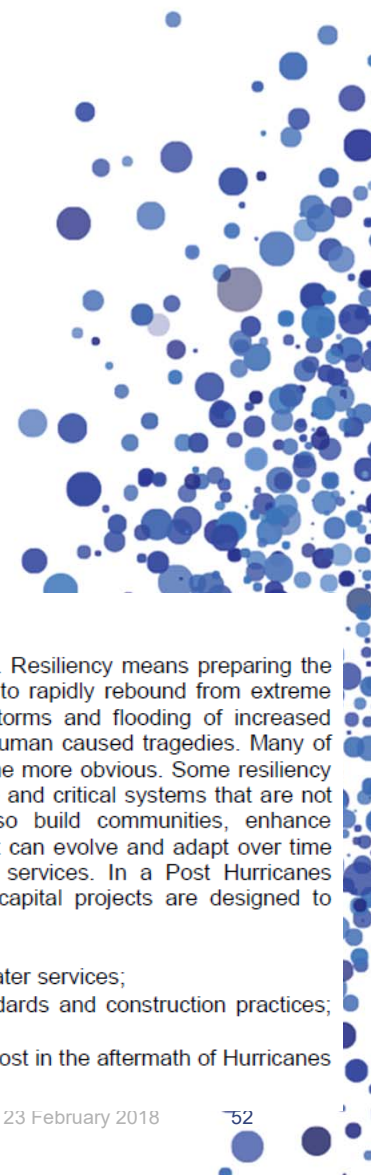 . Resiliency means preparing the
to rapidly rebound from extreme
torms and flooding of increased
uman caused tragedies. Many of
e more obvious. Some resiliency
and critical systems that are not
so build communities, enhance
t can evolve and adapt over time
services. In a Post Hurricanes
capital projects are designed to
ater services;
dards and construction practices;
ost in the aftermath of Hurricanes
23 February 2018 52